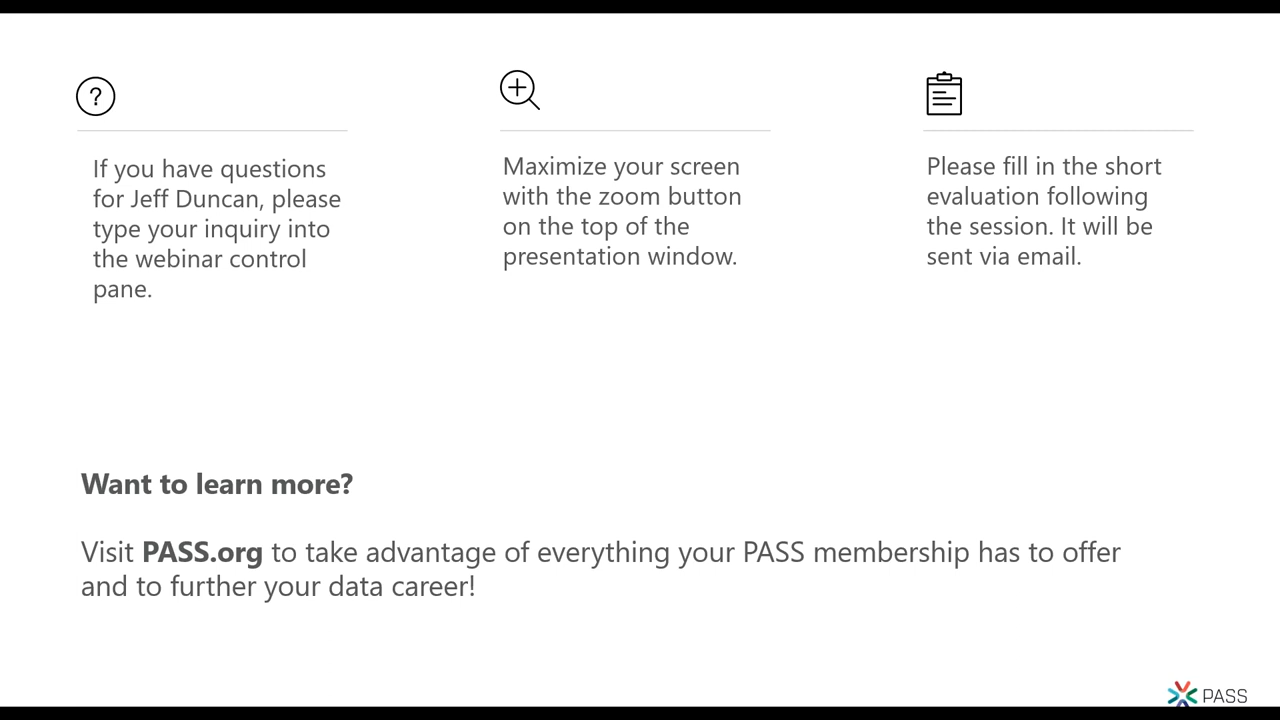 ?
If you have questions
for Jeff Duncan, please
type your inquiry into
the webinar control
pane.
Maximize your screen
with the zoom button
on the top of the
presentation window.
Please fill in the short
evaluation following
the session. It will be
sent via email.
Want to learn more?
Visit PASS.org to take advantage of everything your PASS membership has to offer
and to further your data career!
PASS